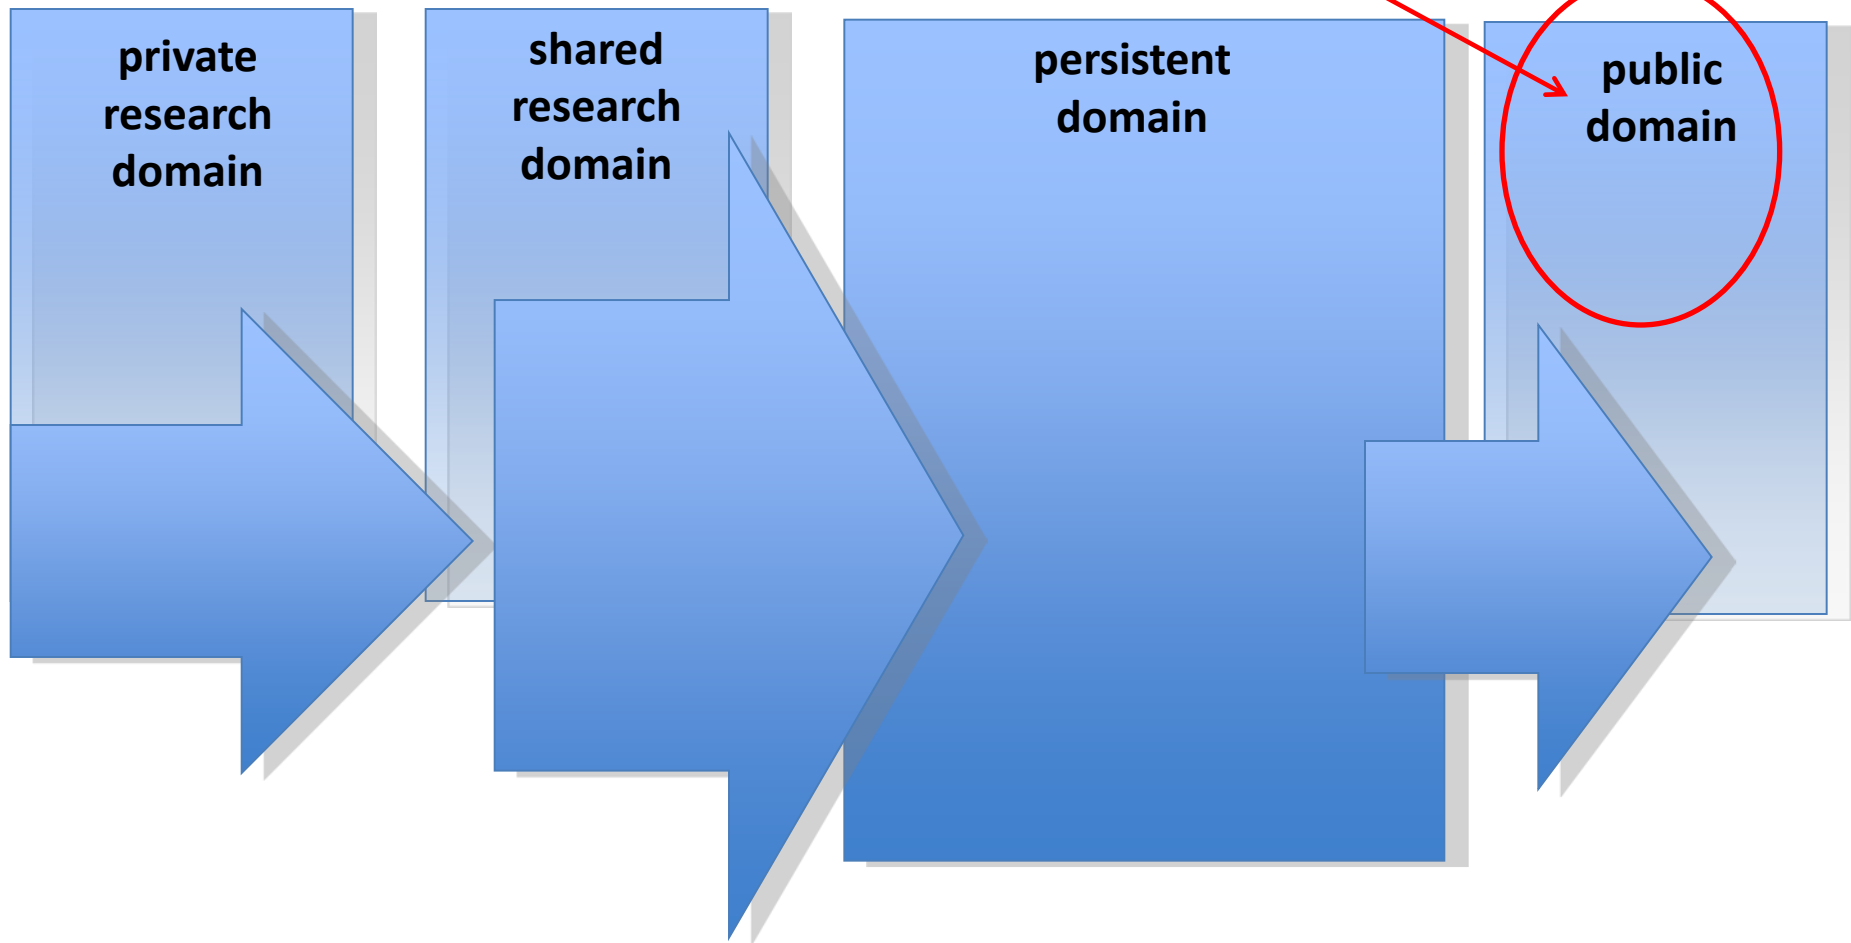 private
research
domain
shared
research
domain
persistent
domain
public
domain